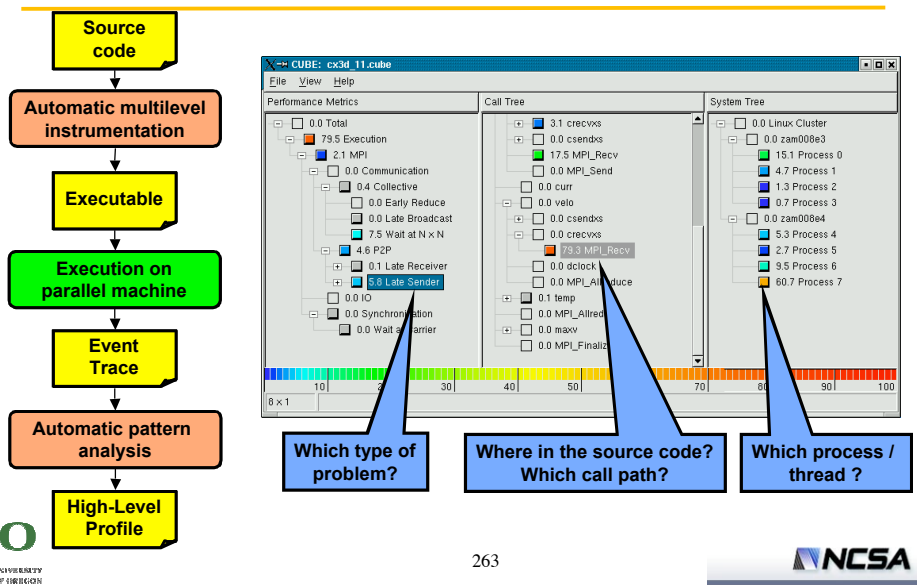 Source
code
Automatic multilevel
instrumentation
Executable
Execution on
parallel machine
Event
Trace
Automatic pattern
analysis
High-Level
Profile
CUBE: cx3d_11.cube
File View Help
Performance Metrics
0.0 Total
79.5 Execution
2.1 MPI
0.0 Communication
0.4 Collective
0.0 Early Reduce
0.0 Late Broadcast
7.5 Wait at N x N
4.6 P2P
0.1 Late Receiver
5.8 Late Sender
0.0 IO
0.0 Synchronisation
0.0 Wait at Barrier
Call Tree
3.1 crecvxs
0.0 csendxs
17.5 MPI_Recv
0.0 MPI_Send
0.0 curr
0.0 velo
0.0 csendxs
0.0 crecvxs
79.3 MPI_Recv
0.0 dclock
0.0 MPI_Allreduce
0.1 temp
0.0 MPI_Allred
0.0 maxv
0.0 MPI_Finaliz
System Tree
0.0 Linux Cluster
0.0 zam008e3
15.1 Process 0
4.7 Process 1
1.3 Process 2
0.7 Process 3
0.0 zam008e4
5.3 Process 4
2.7 Process 5
9.5 Process 6
60.7 Process 7
10 30 40 50 70 80 90 100
8 x 1
Which type of
problem?
Where in the source code?
Which call path?
Which process /
thread ?
263
NCSA
UNIVERSITY
OF OREGON